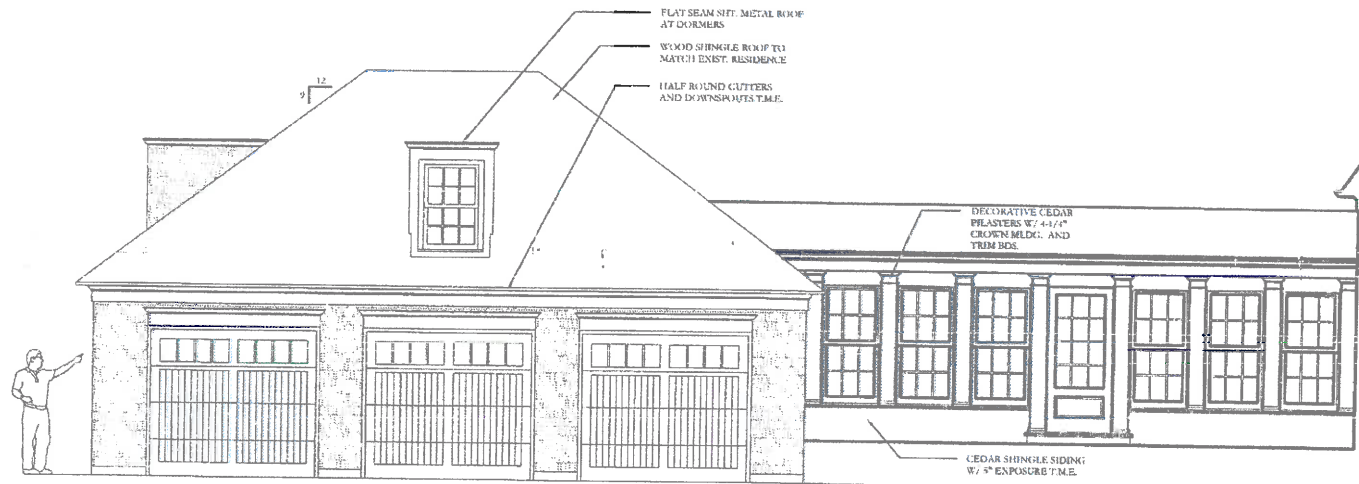 FLAT SEAM SHT. METAL ROOF
AT DORMERS
WOOD SHINGLE ROOF TO
MATCH EXIST. RESIDENCE
HALF ROUND GUTTERS
AND DOWNSPOUTS T.M.E.
12
9
DECORATIVE CEDAR
PILASTERS W/ 4-1/4"
CROWN MLDG. AND
TRIM BDS.
CEDAR SHINGLE SIDING
W/ 5" EXPOSURE T.M.E.